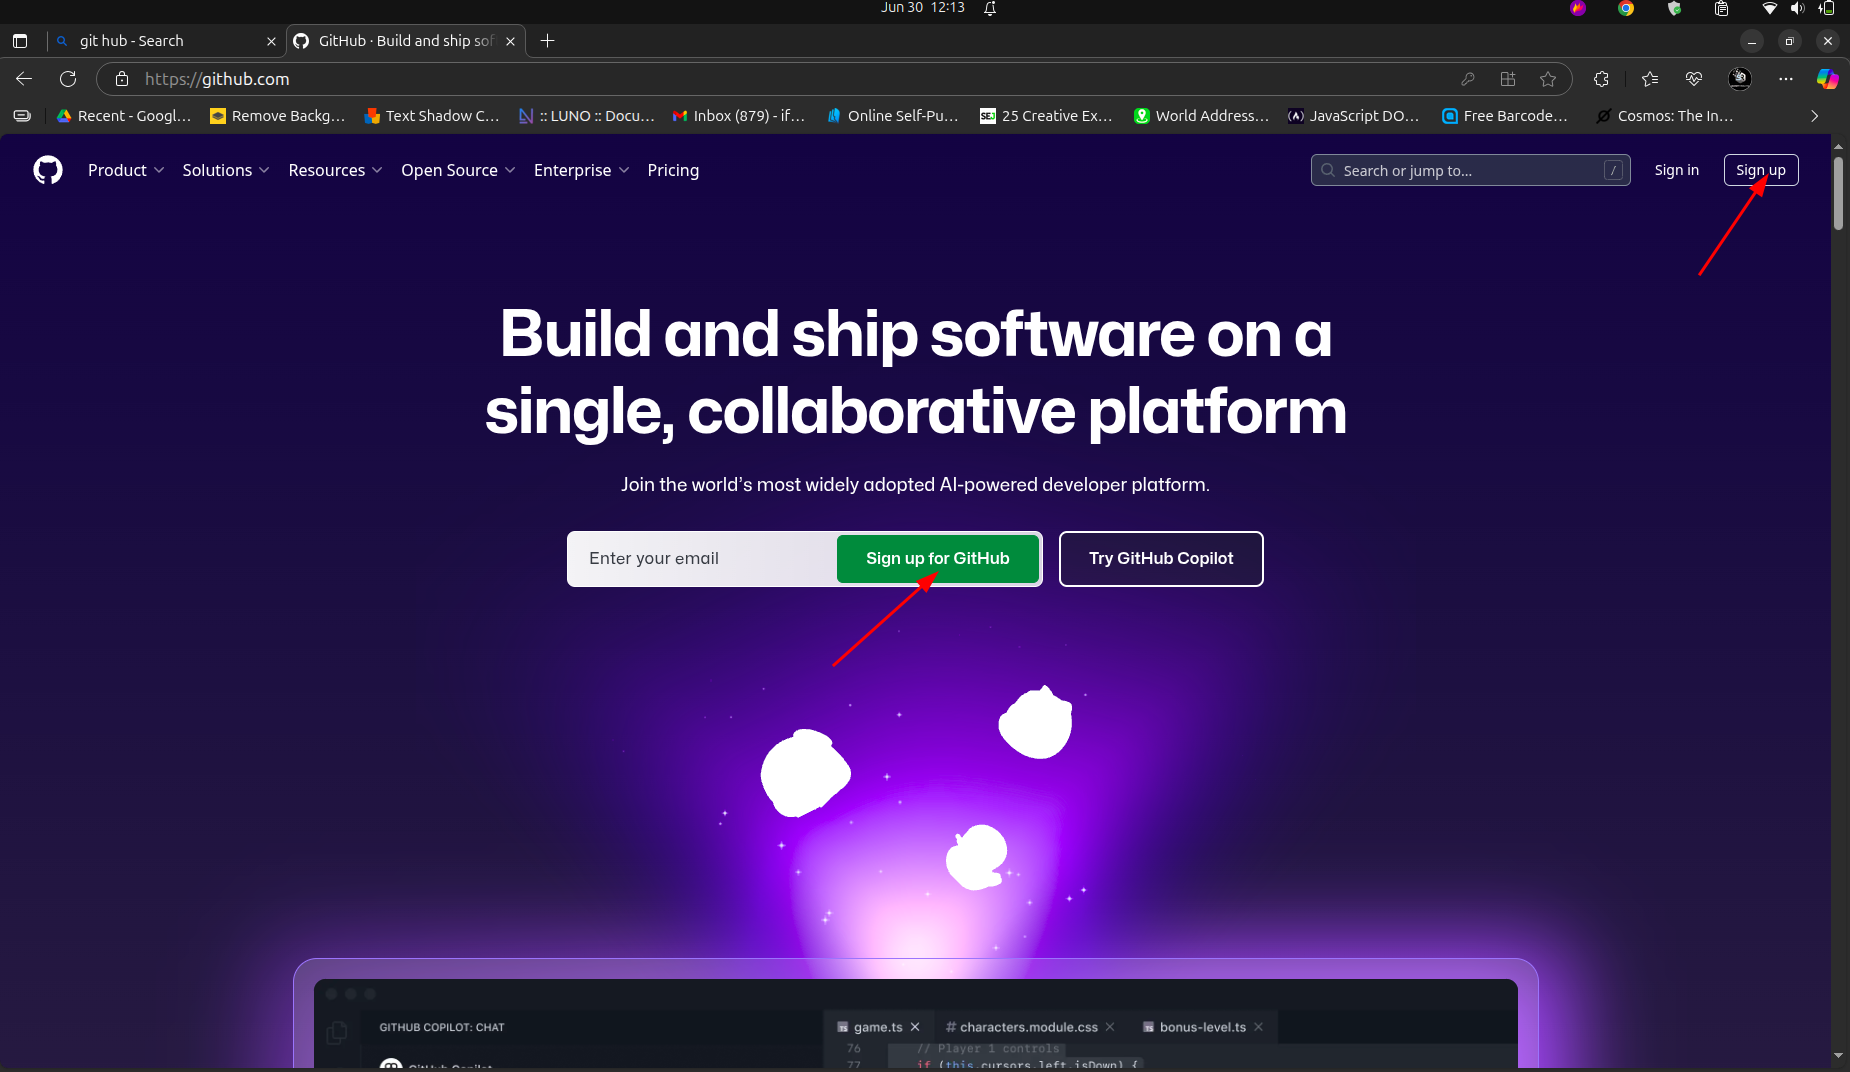 Jun 30 12:13
git hub - Search
GitHub · Build and ship sof
https://github.com
Recent - Googl...
Remove Backg...
Text Shadow C...
:: LUNO :: Docu...
Inbox (879) - if...
Online Self-Pu...
SEJ
25 Creative Ex...
World Address...
JavaScript DO...
Free Barcode...
Cosmos: The In...
Product
Solutions
Resources
Open Source
Enterprise
Pricing
Search or jump to...
/
Sign in
Sign up
Build and ship software on a
single, collaborative platform
Join the world’s most widely adopted AI-powered developer platform.
Enter your email
Sign up for GitHub
Try GitHub Copilot
GITHUB COPILOT: CHAT
TS game.ts
# characters.module.css
TS bonus-level.ts
GitHub Copilot
76 // Player 1 controls
77 if (this.cursors.left.isDown) {